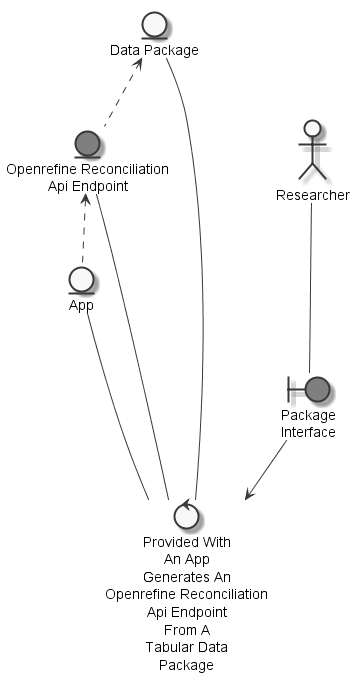 Data Package
Openrefine Reconciliation
Api Endpoint
Researcher
App
Package
Interface
Provided With
An App
Generates An
Openrefine Reconciliation
Api Endpoint
From A
Tabular Data
Package